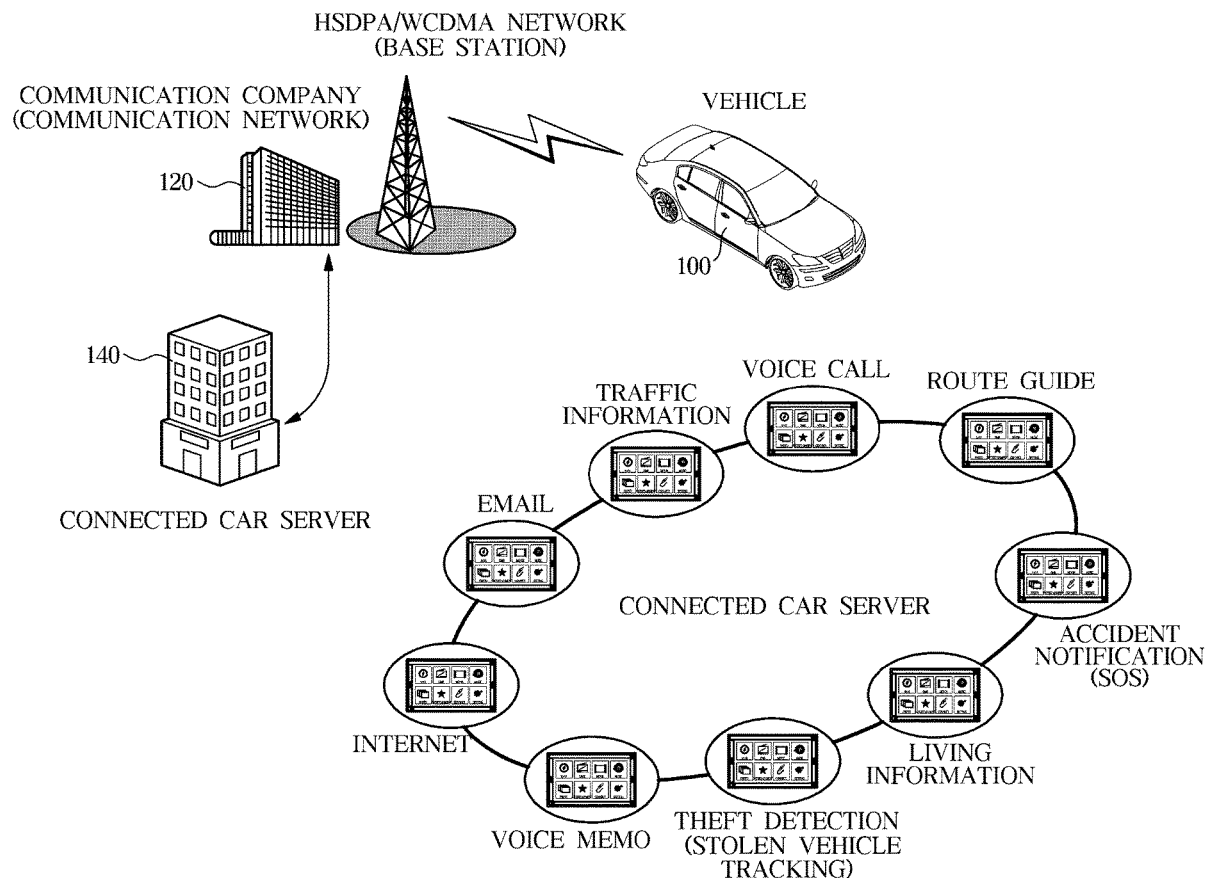 HSDPA/WCDMA NETWORK
(BASE STATION)
COMMUNICATION COMPANY
(COMMUNICATION NETWORK)
VEHICLE
120
100
140
CONNECTED CAR SERVER
VOICE CALL
ROUTE GUIDE
TRAFFIC
INFORMATION
EMAIL
CONNECTED CAR SERVER
ACCIDENT
NOTIFICATION
(SOS)
INTERNET
LIVING
INFORMATION
VOICE MEMO
THEFT DETECTION
(STOLEN VEHICLE
TRACKING)